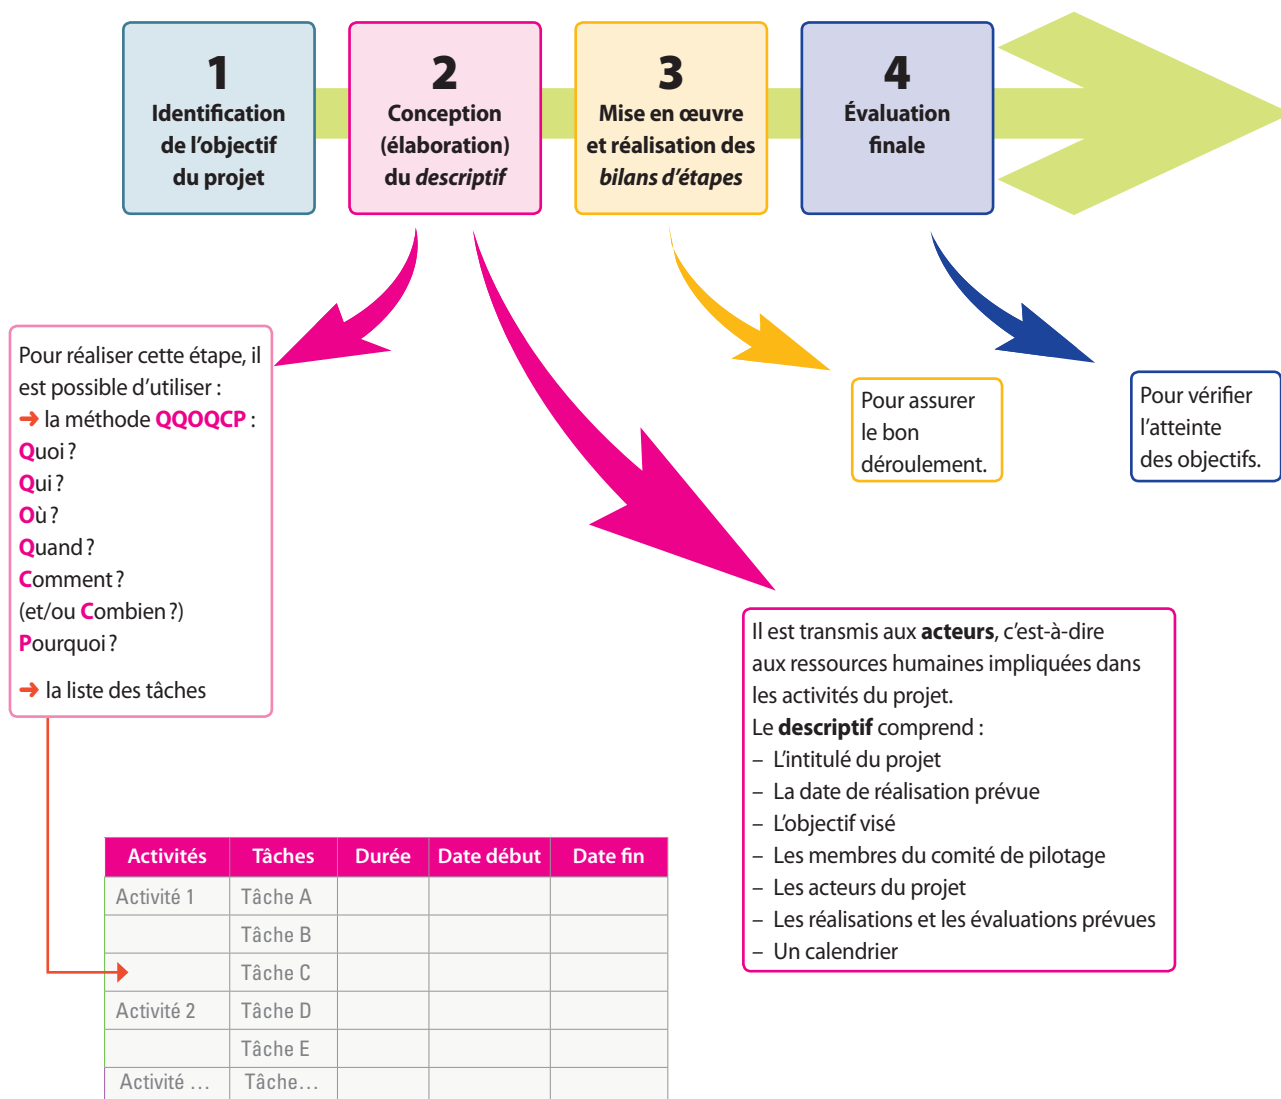 1
Identification
de l’objectif
du projet
2
Conception
(élaboration)
du descriptif
3
Mise en œuvre
et réalisation des
bilans d’étapes
4
Évaluation
finale
Pour réaliser cette étape, il
est possible d’utiliser :
➜ la méthode QQOQCP :
Quoi ?
Qui ?
Où ?
Quand ?
Comment ?
(et/ou Combien ?)
Pourquoi ?
➜ la liste des tâches
Pour assurer
le bon
déroulement.
Pour vérifier
l’atteinte
des objectifs.
Il est transmis aux acteurs, c’est-à-dire
aux ressources humaines impliquées dans
les activités du projet.
Le descriptif comprend :
– L’intitulé du projet
– La date de réalisation prévue
– L’objectif visé
– Les membres du comité de pilotage
– Les acteurs du projet
– Les réalisations et les évaluations prévues
– Un calendrier
Activités Tâches Durée Date début Date fin
Activité 1 Tâche A
Tâche B
Tâche C
Activité 2 Tâche D
Tâche E
Activité … Tâche…